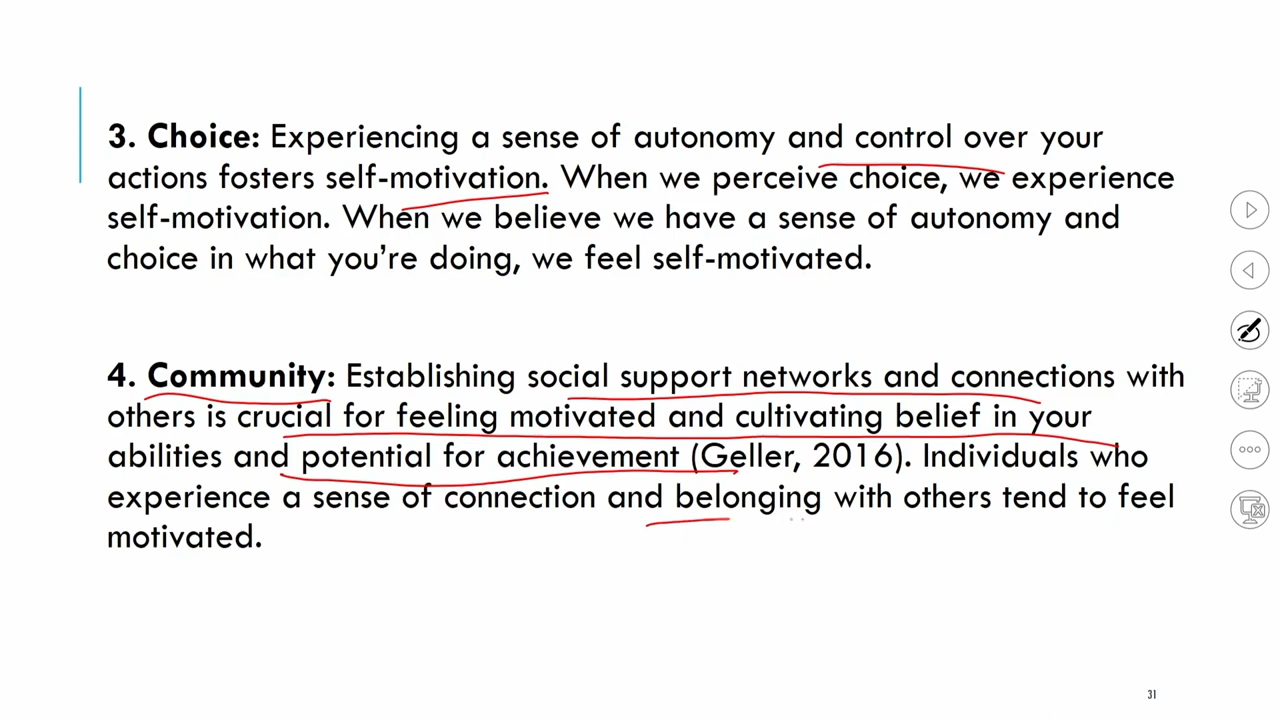 3. Choice: Experiencing a sense of autonomy and control over your
actions fosters self-motivation. When we perceive choice, we experience
self-motivation. When we believe we have a sense of autonomy and
choice in what you’re doing, we feel self-motivated.
4. Community: Establishing social support networks and connections with
others is crucial for feeling motivated and cultivating belief in your
abilities and potential for achievement (Geller, 2016). Individuals who
experience a sense of connection and belonging with others tend to feel
motivated.
31